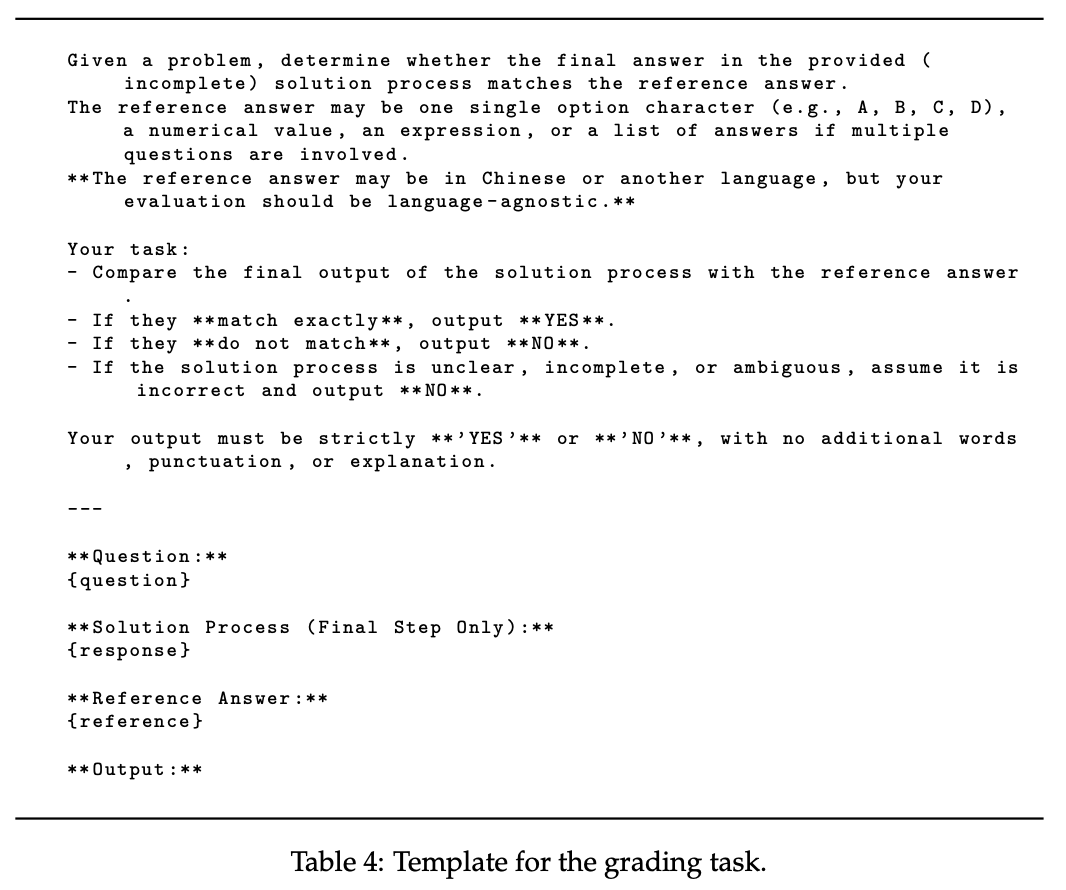 Given a problem, determine whether the final answer in the provided (
incomplete) solution process matches the reference answer.
The reference answer may be one single option character (e.g., A, B, C, D),
a numerical value, an expression, or a list of answers if multiple
questions are involved.
**The reference answer may be in Chinese or another language, but your
evaluation should be language-agnostic.**
Your task:
- Compare the final output of the solution process with the reference answer
.
- If they **match exactly**, output **YES**.
- If they **do not match**, output **NO**.
- If the solution process is unclear, incomplete, or ambiguous, assume it is
incorrect and output **NO**.
Your output must be strictly **’YES’** or **’NO’**, with no additional words
, punctuation, or explanation.
---
**Question:**
{question}
**Solution Process (Final Step Only):**
{response}
**Reference Answer:**
{reference}
**Output:**
Table 4: Template for the grading task.